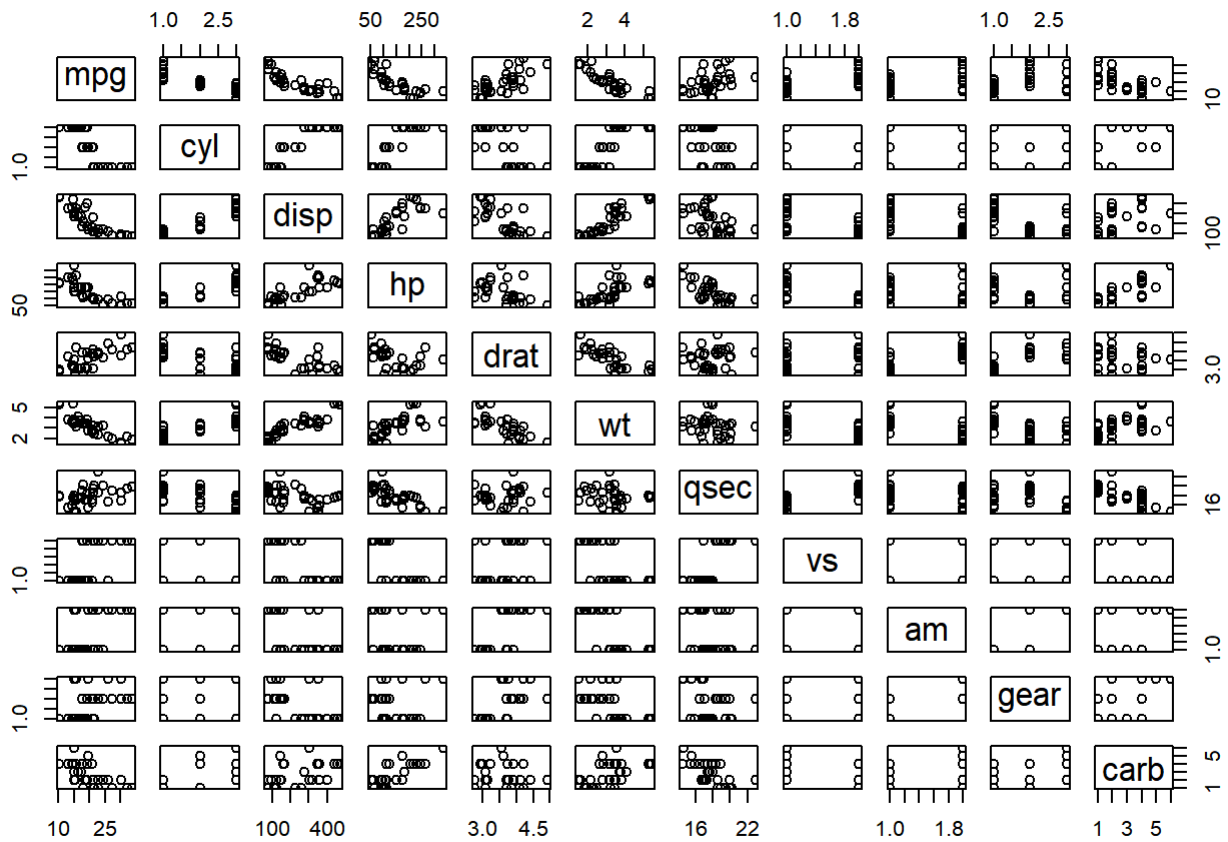 1.0 2.5 50 250 2 4 1.0 1.8 1.0 2.5
mpg 10
1.0 cyl
disp 100
50 hp
drat 3.0
2 5 wt
qsec 16
1.0 vs
am 1.0
1.0 gear
carb 1 5
10 25 100 400 3.0 4.5 16 22 1.0 1.8 1 3 5